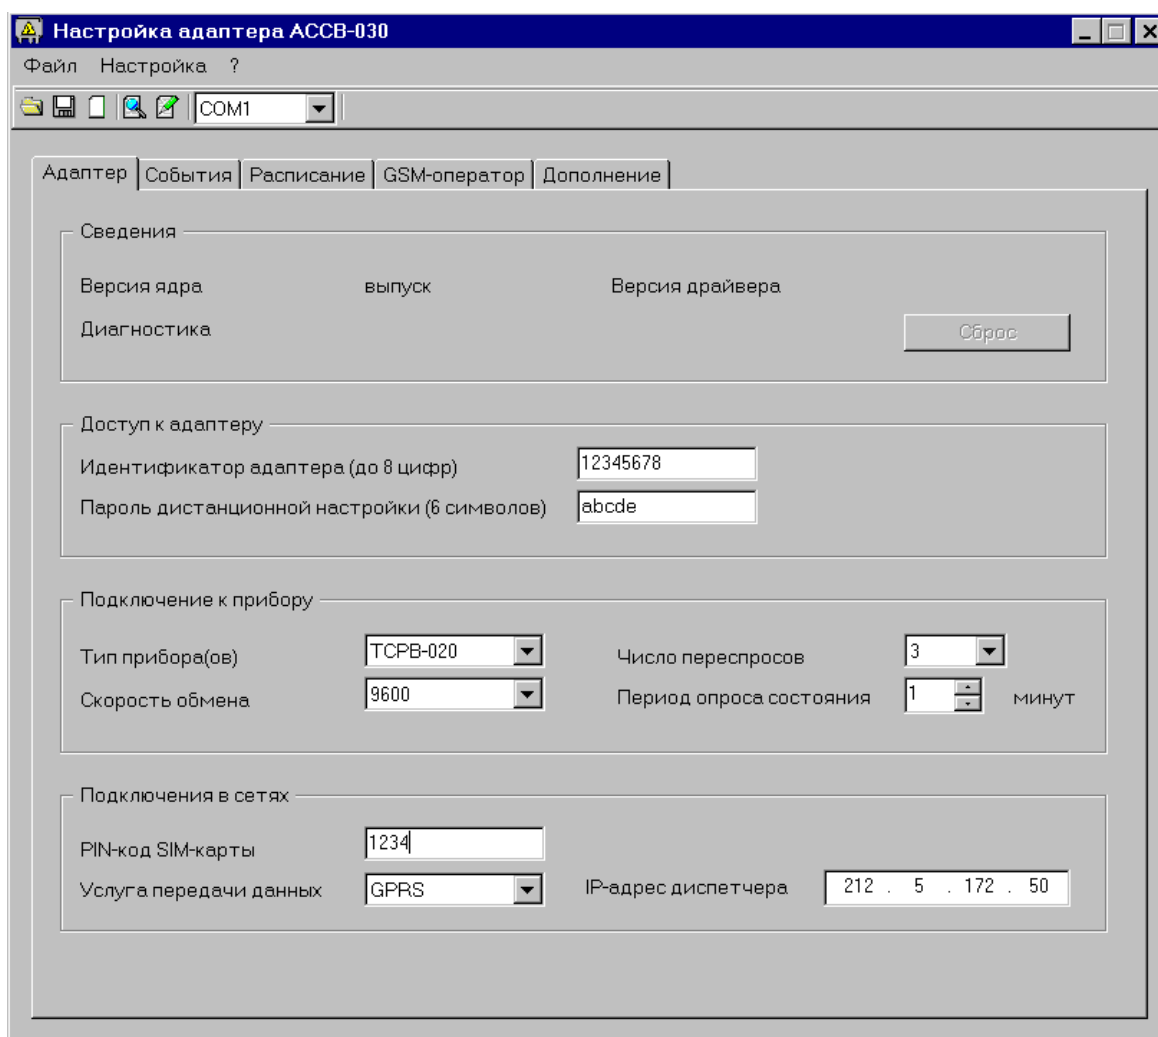 Настройка адаптера АССВ-030
Файл Настройка ?
COM1
Адаптер События Расписание GSM-оператор Дополнение
Сведения
Версия ядра выпуск Версия драйвера
Диагностика Сброс
Доступ к адаптеру
Идентификатор адаптера (до 8 цифр) 12345678
Пароль дистанционной настройки (6 символов) abcde
Подключение к прибору
Тип прибора(ов) ТСРВ-020 Число переспросов 3
Скорость обмена 9600 Период опроса состояния 1 минут
Подключения в сетях
PIN-код SIM-карты 1234
Услуга передачи данных GPRS IP-адрес диспетчера 212 . 5 . 172 . 50